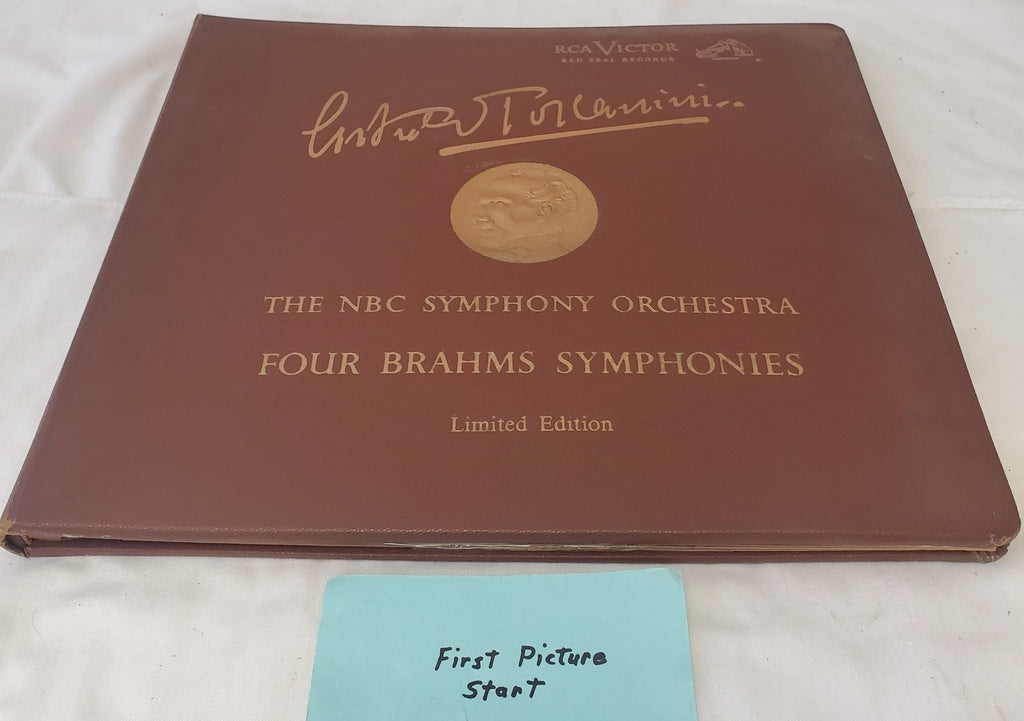 RCA VICTOR
RED SEAL RECORDS
Arturo Toscanini
THE NBC SYMPHONY ORCHESTRA
FOUR BRAHMS SYMPHONIES
Limited Edition
First Picture
Start